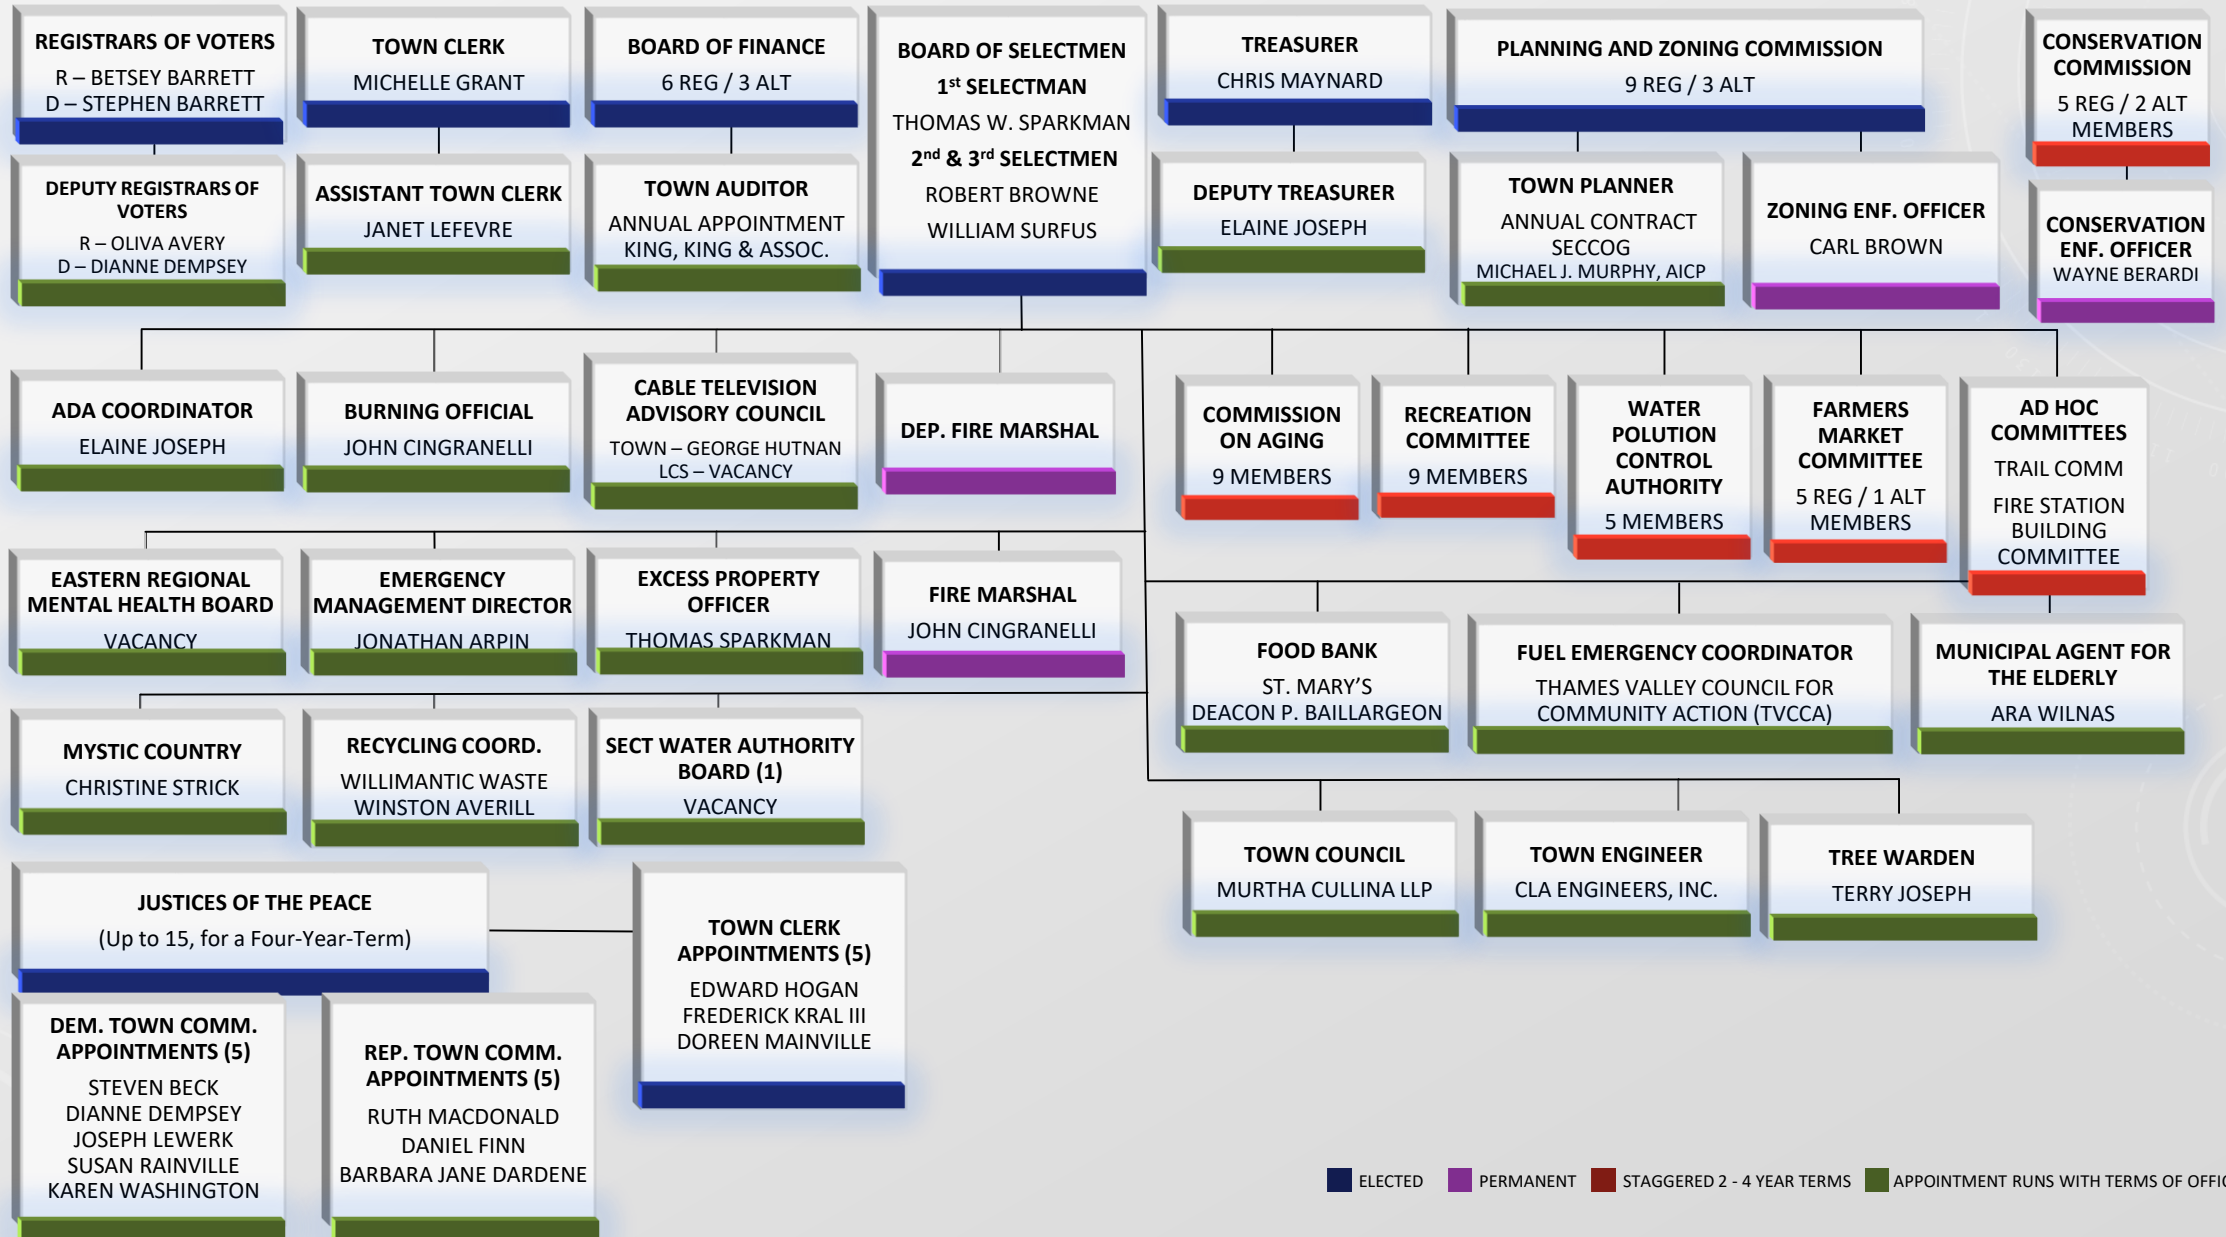 REGISTRARS OF VOTERS
R – BETSEY BARRETT
D – STEPHEN BARRETT
TOWN CLERK
MICHELLE GRANT
BOARD OF FINANCE
6 REG / 3 ALT
BOARD OF SELECTMEN
1st SELECTMAN
THOMAS W. SPARKMAN
2nd & 3rd SELECTMEN
ROBERT BROWNE
WILLIAM SURFUS
TREASURER
CHRIS MAYNARD
PLANNING AND ZONING COMMISSION
9 REG / 3 ALT
CONSERVATION
COMMISSION
5 REG / 2 ALT
MEMBERS
DEPUTY REGISTRARS OF
VOTERS
R – OLIVA AVERY
D – DIANNE DEMPSEY
ASSISTANT TOWN CLERK
JANET LEFEVRE
TOWN AUDITOR
ANNUAL APPOINTMENT
KING, KING & ASSOC.
DEPUTY TREASURER
ELAINE JOSEPH
TOWN PLANNER
ANNUAL CONTRACT
SECCOG
MICHAEL J. MURPHY, AICP
ZONING ENF. OFFICER
CARL BROWN
CONSERVATION
ENF. OFFICER
WAYNE BERARDI
ADA COORDINATOR
ELAINE JOSEPH
BURNING OFFICIAL
JOHN CINGRANELLI
CABLE TELEVISION
ADVISORY COUNCIL
TOWN – GEORGE HUTNAN
LCS – VACANCY
DEP. FIRE MARSHAL
COMMISSION
ON AGING
9 MEMBERS
RECREATION
COMMITTEE
9 MEMBERS
WATER
POLUTION
CONTROL
AUTHORITY
5 MEMBERS
FARMERS
MARKET
COMMITTEE
5 REG / 1 ALT
MEMBERS
AD HOC
COMMITTEES
TRAIL COMM
FIRE STATION
BUILDING
COMMITTEE
EASTERN REGIONAL
MENTAL HEALTH BOARD
VACANCY
EMERGENCY
MANAGEMENT DIRECTOR
JONATHAN ARPIN
EXCESS PROPERTY
OFFICER
THOMAS SPARKMAN
FIRE MARSHAL
JOHN CINGRANELLI
FOOD BANK
ST. MARY'S
DEACON P. BAILLARGEON
FUEL EMERGENCY COORDINATOR
THAMES VALLEY COUNCIL FOR
COMMUNITY ACTION (TVCCA)
MUNICIPAL AGENT FOR
THE ELDERLY
ARA WILNAS
MYSTIC COUNTRY
CHRISTINE STRICK
RECYCLING COORD.
WILLIMANTIC WASTE
WINSTON AVERILL
SECT WATER AUTHORITY
BOARD (1)
VACANCY
TOWN COUNCIL
MURTHA CULLINA LLP
TOWN ENGINEER
CLA ENGINEERS, INC.
TREE WARDEN
TERRY JOSEPH
JUSTICES OF THE PEACE
(Up to 15, for a Four-Year-Term)
TOWN CLERK
APPOINTMENTS (5)
EDWARD HOGAN
FREDERICK KRAL III
DOREEN MAINVILLE
DEM. TOWN COMM.
APPOINTMENTS (5)
STEVEN BECK
DIANNE DEMPSEY
JOSEPH LEWERK
SUSAN RAINVILLE
KAREN WASHINGTON
REP. TOWN COMM.
APPOINTMENTS (5)
RUTH MACDONALD
DANIEL FINN
BARBARA JANE DARDENE
ELECTED
PERMANENT
STAGGERED 2 - 4 YEAR TERMS
APPOINTMENT RUNS WITH TERMS OF OFFIC